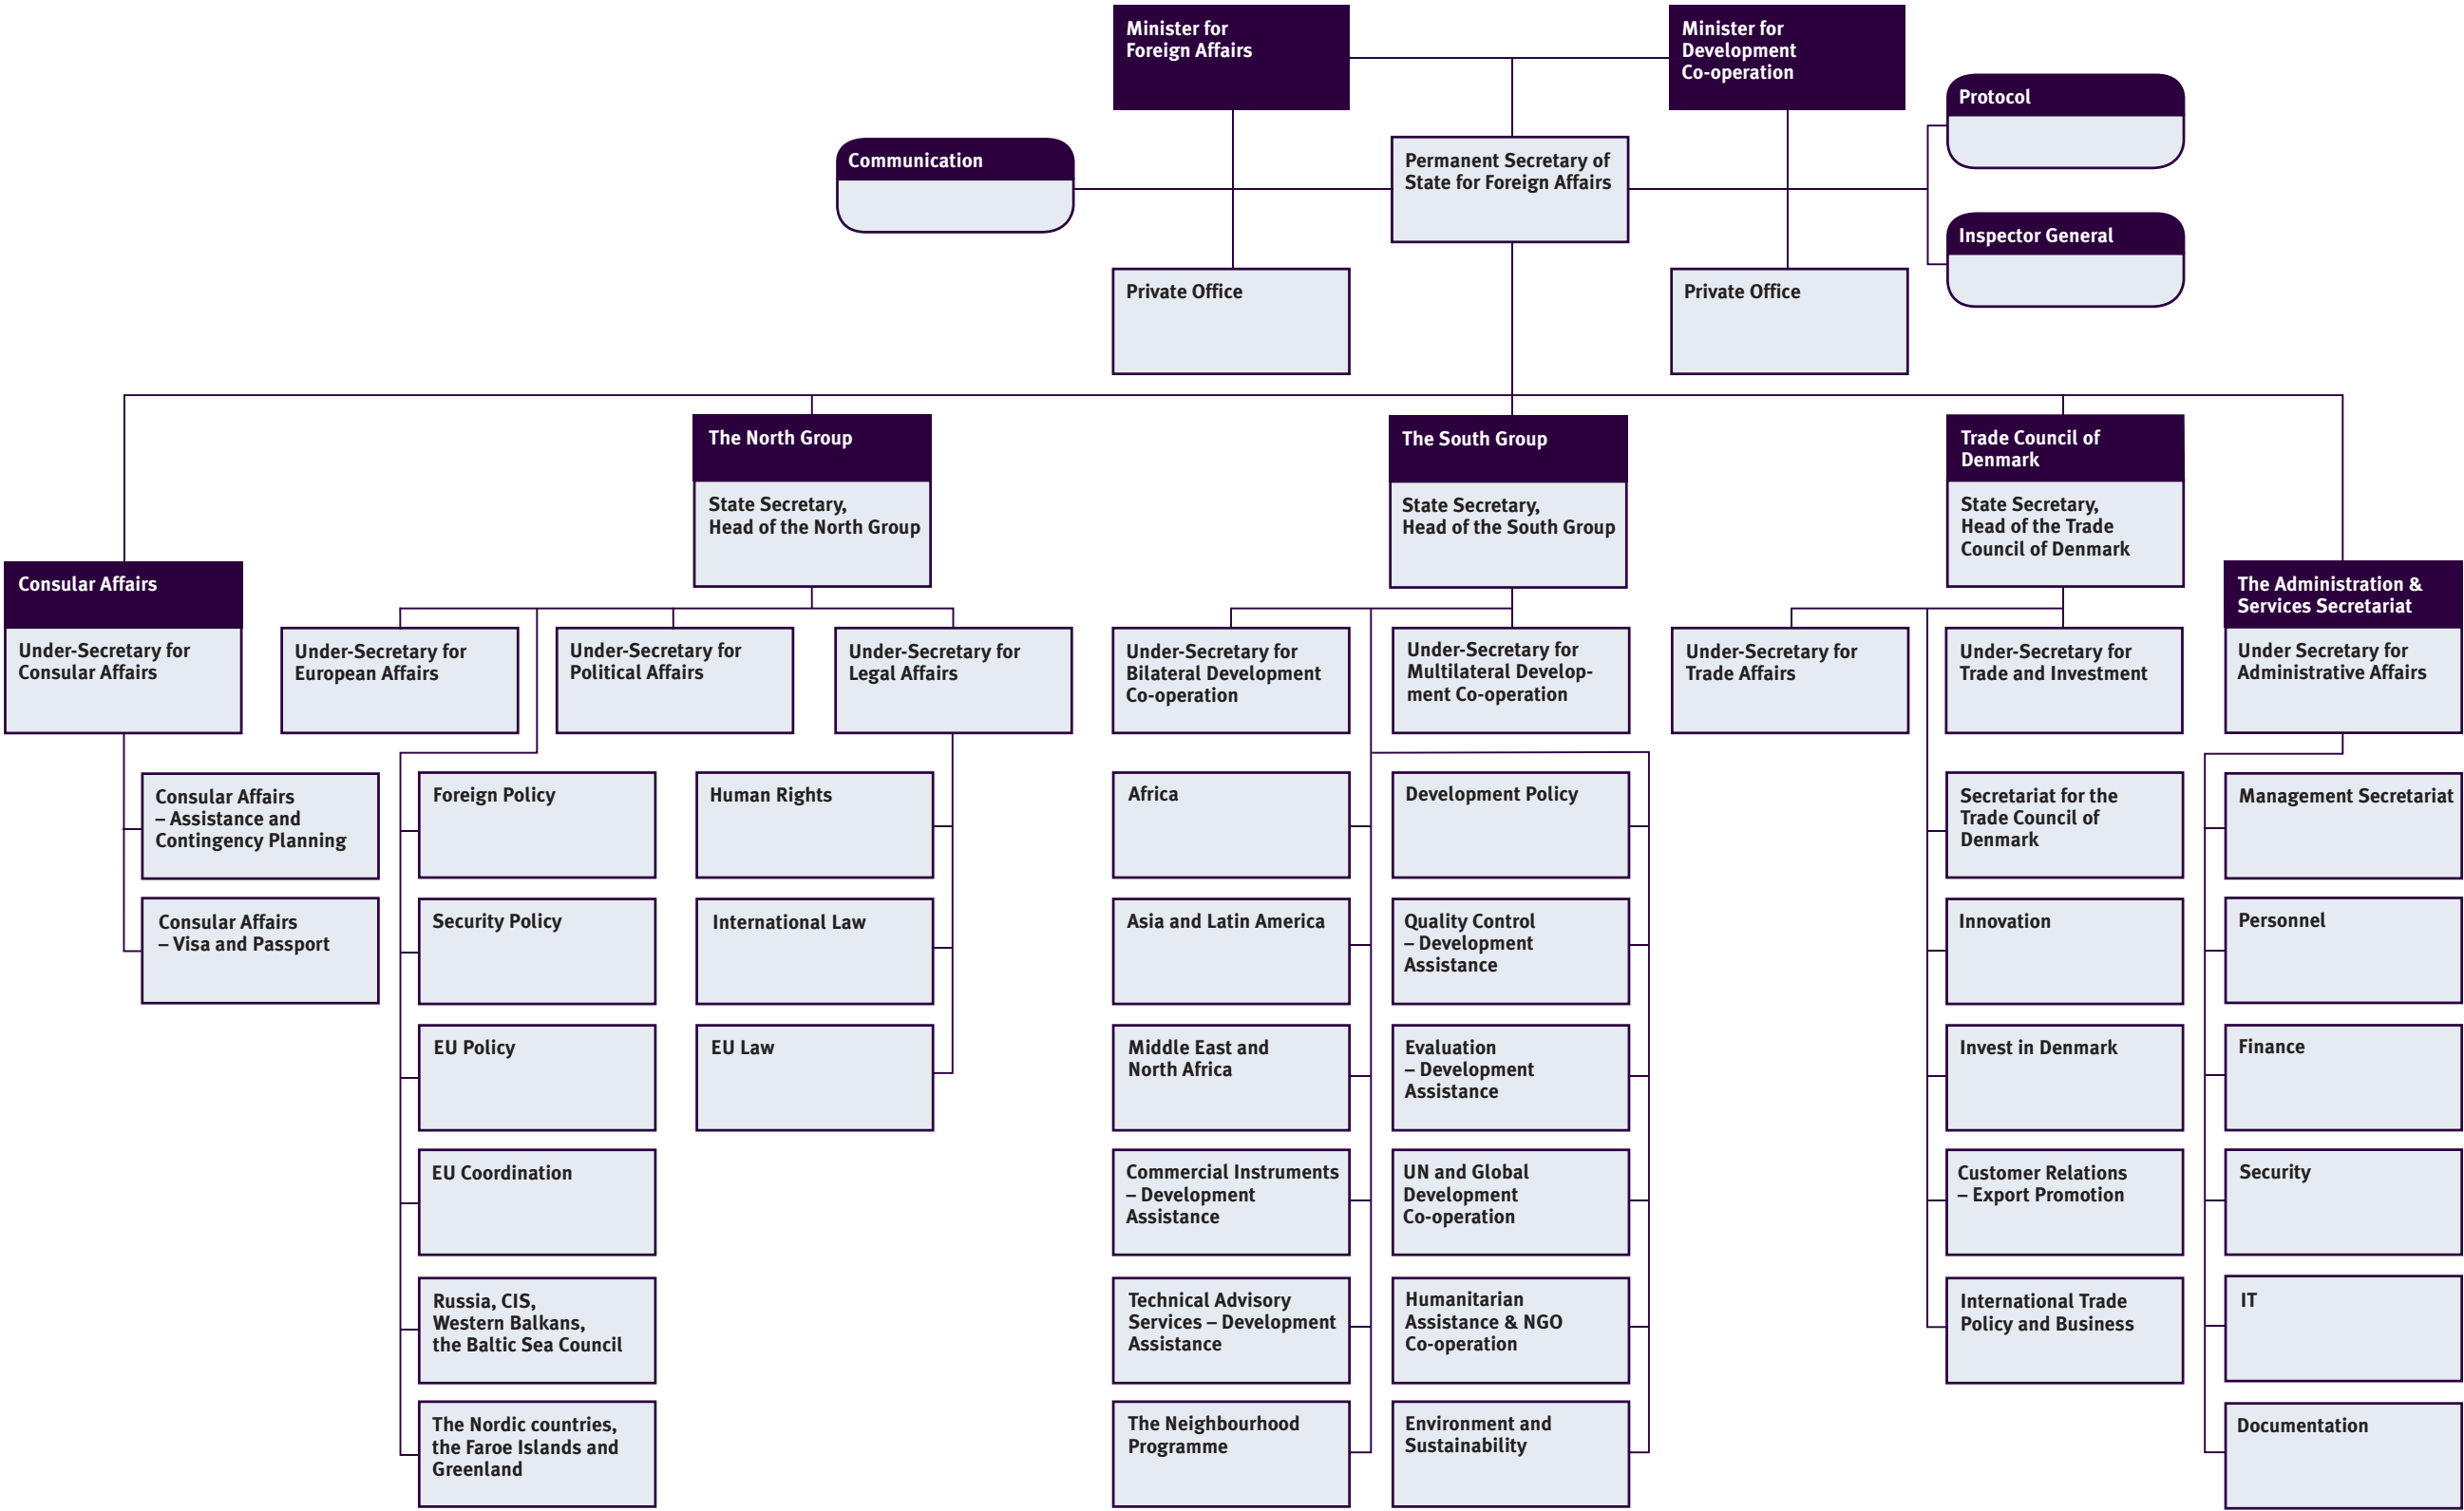 Minister for
Foreign Affairs
Minister for
Development
Co-operation
Protocol
Communication
Permanent Secretary of
State for Foreign Affairs
Inspector General
Private Office
Private Office
The North Group
State Secretary,
Head of the North Group
The South Group
State Secretary,
Head of the South Group
Trade Council of
Denmark
State Secretary,
Head of the Trade
Council of Denmark
Consular Affairs
Under-Secretary for
Consular Affairs
Under-Secretary for
European Affairs
Under-Secretary for
Political Affairs
Under-Secretary for
Legal Affairs
Under-Secretary for
Bilateral Development
Co-operation
Under-Secretary for
Multilateral Develop-
ment Co-operation
Under-Secretary for
Trade Affairs
Under-Secretary for
Trade and Investment
The Administration &
Services Secretariat
Under Secretary for
Administrative Affairs
Consular Affairs
– Assistance and
Contingency Planning
Consular Affairs
– Visa and Passport
Foreign Policy
Security Policy
EU Policy
EU Coordination
Russia, CIS,
Western Balkans,
the Baltic Sea Council
The Nordic countries,
the Faroe Islands and
Greenland
Human Rights
International Law
EU Law
Africa
Asia and Latin America
Middle East and
North Africa
Commercial Instruments
– Development
Assistance
Technical Advisory
Services – Development
Assistance
The Neighbourhood
Programme
Development Policy
Quality Control
– Development
Assistance
Evaluation
– Development
Assistance
UN and Global
Development
Co-operation
Humanitarian
Assistance & NGO
Co-operation
Environment and
Sustainability
Secretariat for the
Trade Council of
Denmark
Innovation
Invest in Denmark
Customer Relations
– Export Promotion
International Trade
Policy and Business
Management Secretariat
Personnel
Finance
Security
IT
Documentation